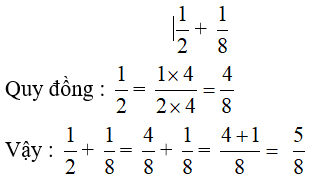 |1/2 + 1/8
Quy đồng : 1/2 = 1×4/2×4 = 4/8
Vậy : 1/2 + 1/8 = 4/8 + 1/8 = 4+1/8 = 5/8